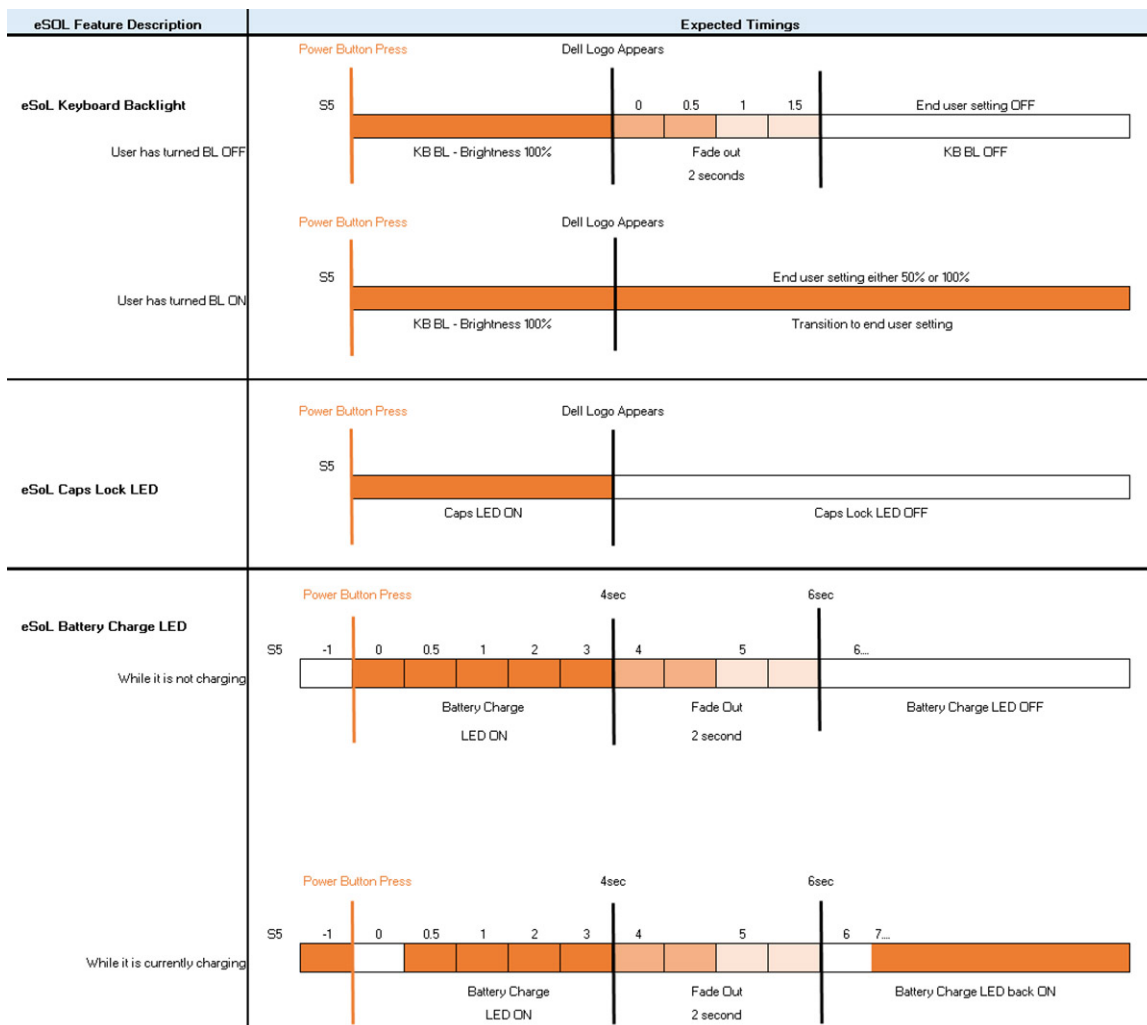 eSOL Feature Description
Expected Timings
Power Button Press
Dell Logo Appears
eSoL Keyboard Backlight
S5
0 0.5 1 1.5
End user setting OFF
User has turned BL OFF
KB BL - Brightness 100%
Fade out
KB BL OFF
2 seconds
Power Button Press
Dell Logo Appears
S5
End user setting either 50% or 100%
User has turned BL ON
KB BL - Brightness 100%
Transition to end user setting
Power Button Press
Dell Logo Appears
S5
eSoL Caps Lock LED
Caps LED ON
Caps Lock LED OFF
Power Button Press
4sec
6sec
eSoL Battery Charge LED
S5
-1 0 0.5 1 2 3 4 5 6....
While it is not charging
Battery Charge
Fade Out
Battery Charge LED OFF
LED ON
2 second
Power Button Press
4sec
6sec
S5
-1 0 0.5 1 2 3 4 5 6 7....
While it is currently charging
Battery Charge
Fade Out
Battery Charge LED back ON
LED ON
2 second